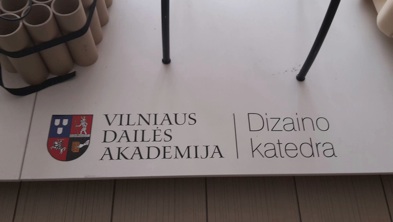 VILNIAUS
DAILĖS
AKADEMIJA
Dizaino
katedra